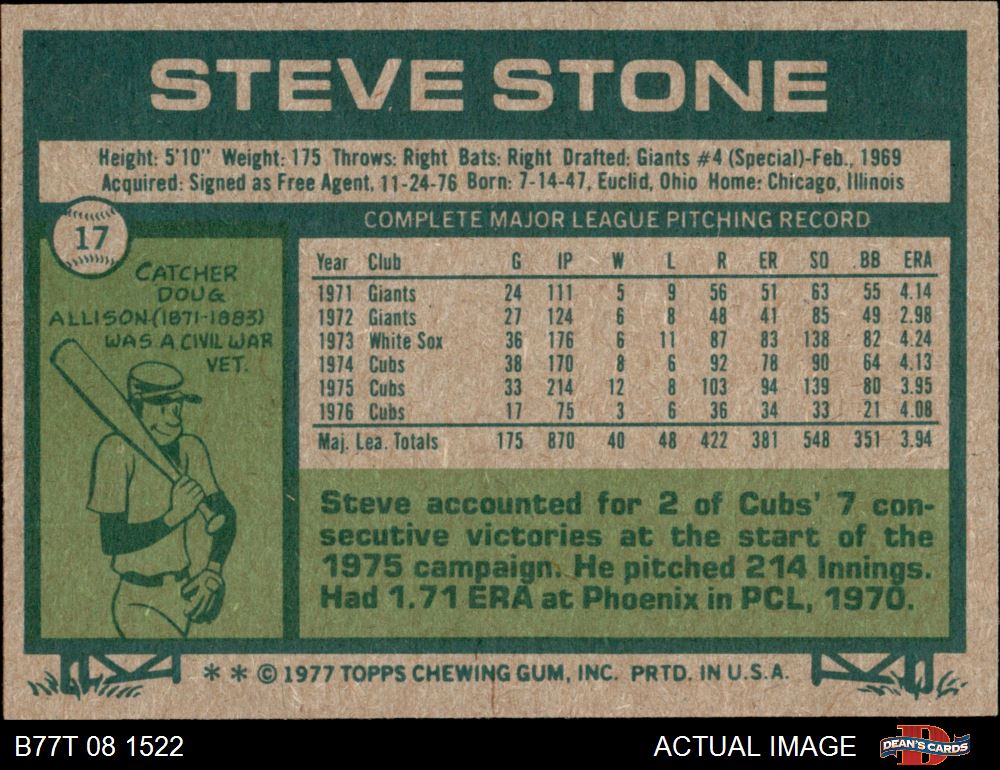 STEVE STONE
Height: 5'10" Weight: 175 Throws: Right Bats: Right Drafted: Giants #4 (Special)-Feb., 1969
Acquired: Signed as Free Agent, 11-24-76 Born: 7-14-47, Euclid, Ohio Home: Chicago, Illinois
17
CATCHER
DOUG
ALLISON (1871-1883)
WAS A CIVIL WAR
VET.
COMPLETE MAJOR LEAGUE PITCHING RECORD
Year Club G IP W L R ER SO BB ERA
1971 Giants 24 111 5 9 56 51 63 55 4.14
1972 Giants 27 124 6 8 48 41 85 49 2.98
1973 White Sox 36 176 6 11 87 83 138 82 4.24
1974 Cubs 38 170 8 6 92 78 90 64 4.13
1975 Cubs 33 214 12 8 103 94 139 80 3.95
1976 Cubs 17 75 3 6 36 34 33 21 4.08
Maj. Lea. Totals 175 870 40 48 422 381 548 351 3.94
Steve accounted for 2 of Cubs' 7 con-
secutive victories at the start of the
1975 campaign. He pitched 214 Innings.
Had 1.71 ERA at Phoenix in PCL, 1970.
* * © 1977 TOPPS CHEWING GUM, INC. PRTD. IN U.S.A.
B77T 08 1522
ACTUAL IMAGE
D
DEAN'S CARDS